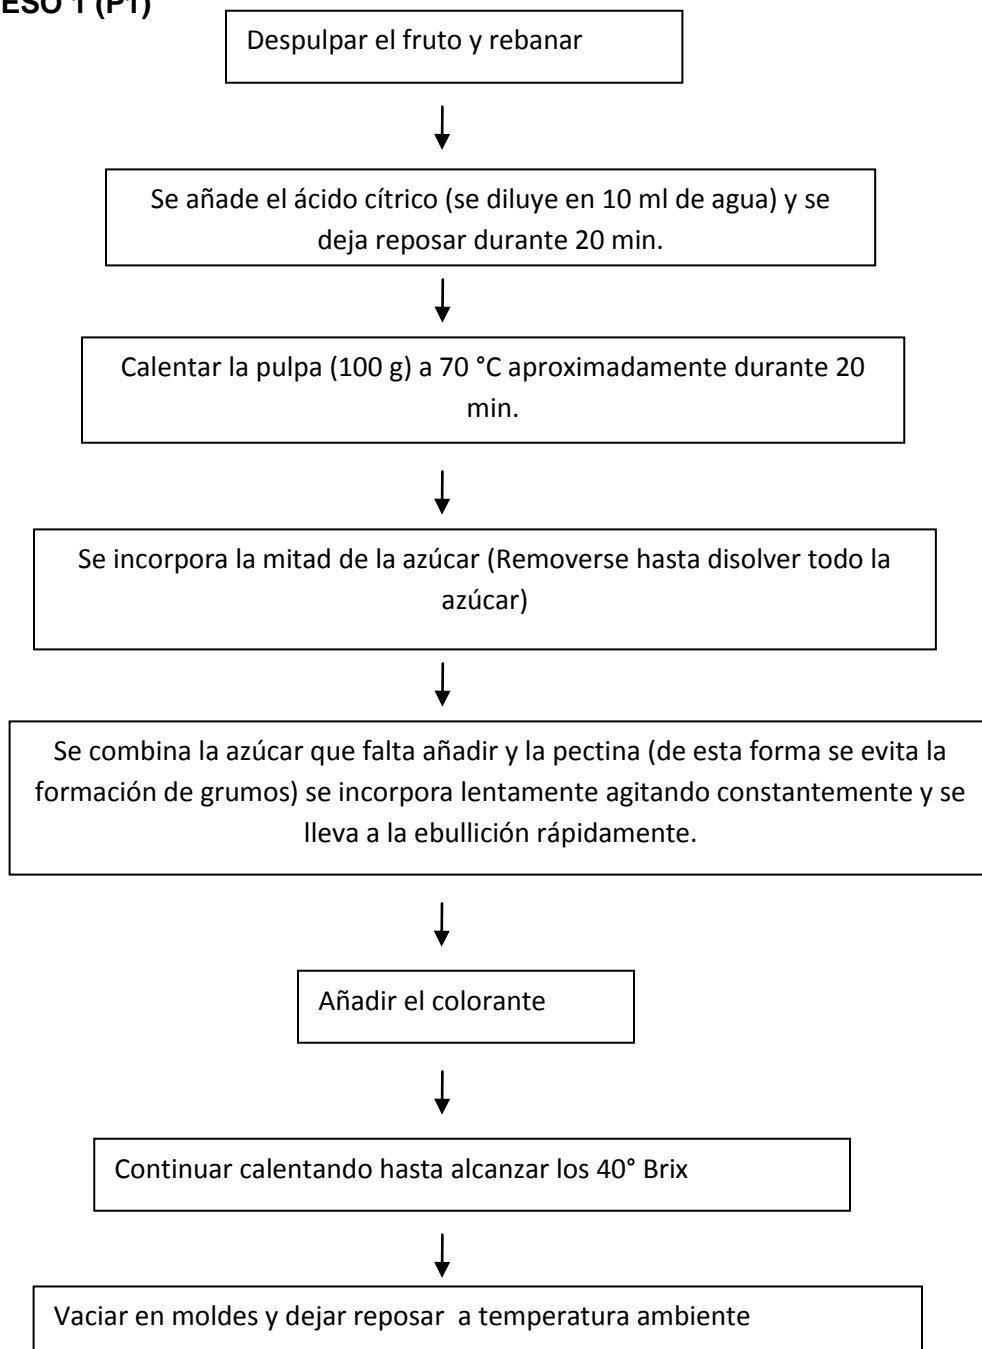 ESO 1 (P1)
Despulpar el fruto y rebanar
Se añade el ácido cítrico (se diluye en 10 ml de agua) y se
deja reposar durante 20 min.
Calentar la pulpa (100 g) a 70 °C aproximadamente durante 20
min.
Se incorpora la mitad de la azúcar (Removerse hasta disolver todo la
azúcar)
Se combina la azúcar que falta añadir y la pectina (de esta forma se evita la
formación de grumos) se incorpora lentamente agitando constantemente y se
lleva a la ebullición rápidamente.
Añadir el colorante
Continuar calentando hasta alcanzar los 40° Brix
Vaciar en moldes y dejar reposar  a temperatura ambiente